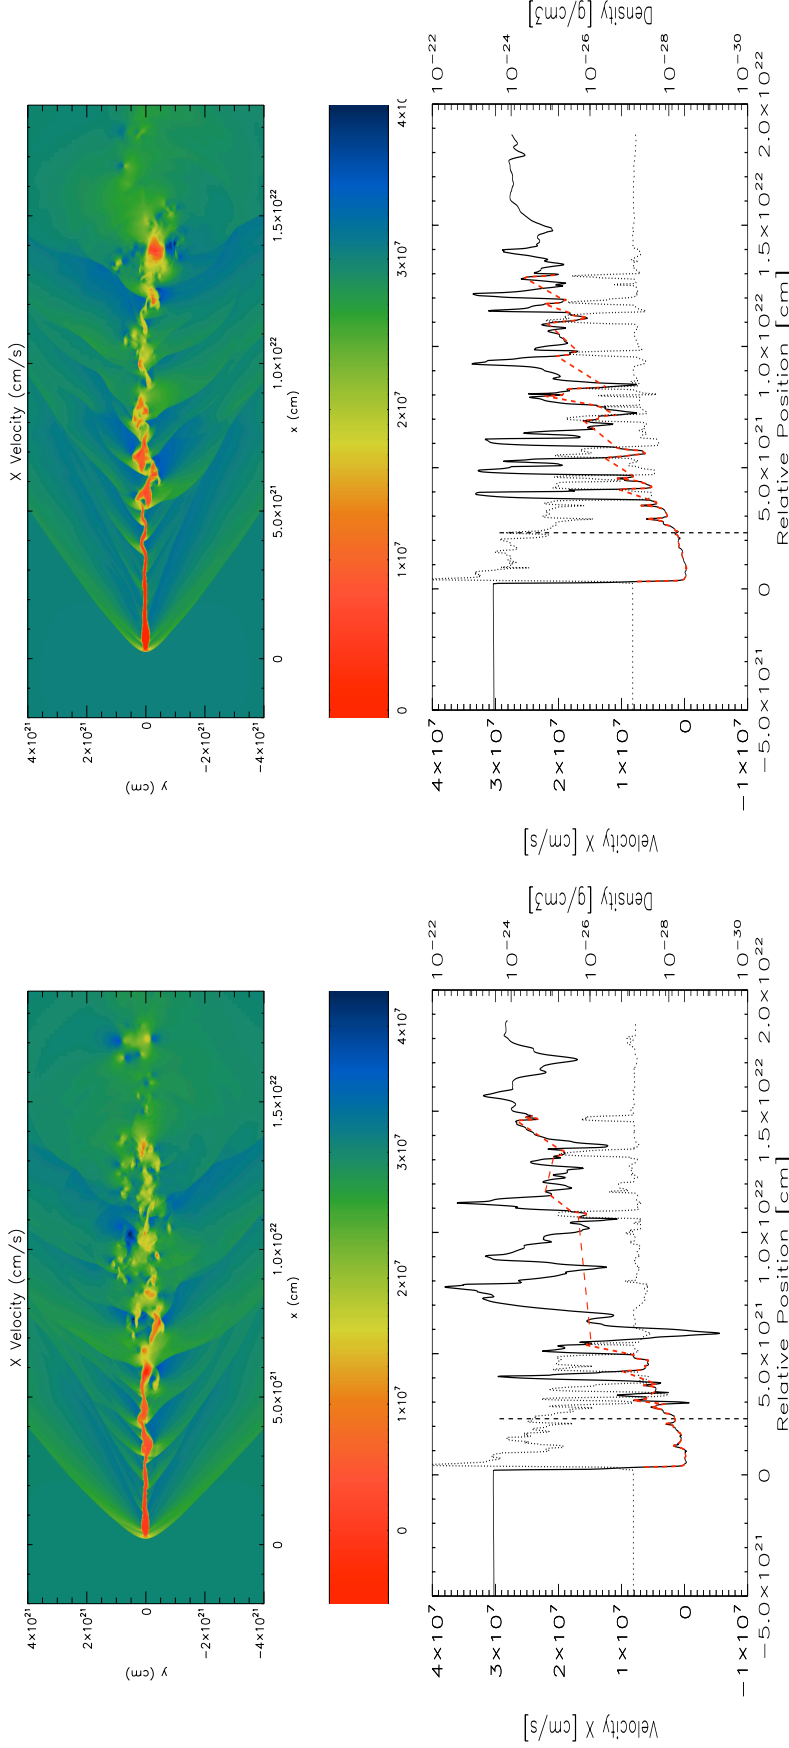 X Velocity (cm/s)
4×10²¹
2×10²¹
0
−2×10²¹
−4×10²¹
y (cm)
0 5.0×10²¹ 1.0×10²² 1.5×10²²
x (cm)
0 1×10⁷ 2×10⁷ 3×10⁷ 4×10⁷
4×10⁷
3×10⁷
2×10⁷
1×10⁷
0
−1×10⁷
Velocity X [cm/s]
10⁻²²
10⁻²⁴
10⁻²⁶
10⁻²⁸
10⁻³⁰
Density [g/cm3]
−5.0×10²¹ 0 5.0×10²¹ 1.0×10²² 1.5×10²² 2.0×10²²
Relative Position [cm]
X Velocity (cm/s)
4×10²¹
2×10²¹
0
−2×10²¹
−4×10²¹
y (cm)
0 5.0×10²¹ 1.0×10²² 1.5×10²²
x (cm)
0 1×10⁷ 2×10⁷ 3×10⁷
4×10⁷
3×10⁷
2×10⁷
1×10⁷
0
−1×10⁷
Velocity X [cm/s]
10⁻²²
10⁻²⁴
10⁻²⁶
10⁻²⁸
10⁻³⁰
Density [g/cm3]
−5.0×10²¹ 0 5.0×10²¹ 1.0×10²² 1.5×10²² 2.0×10²²
Relative Position [cm]